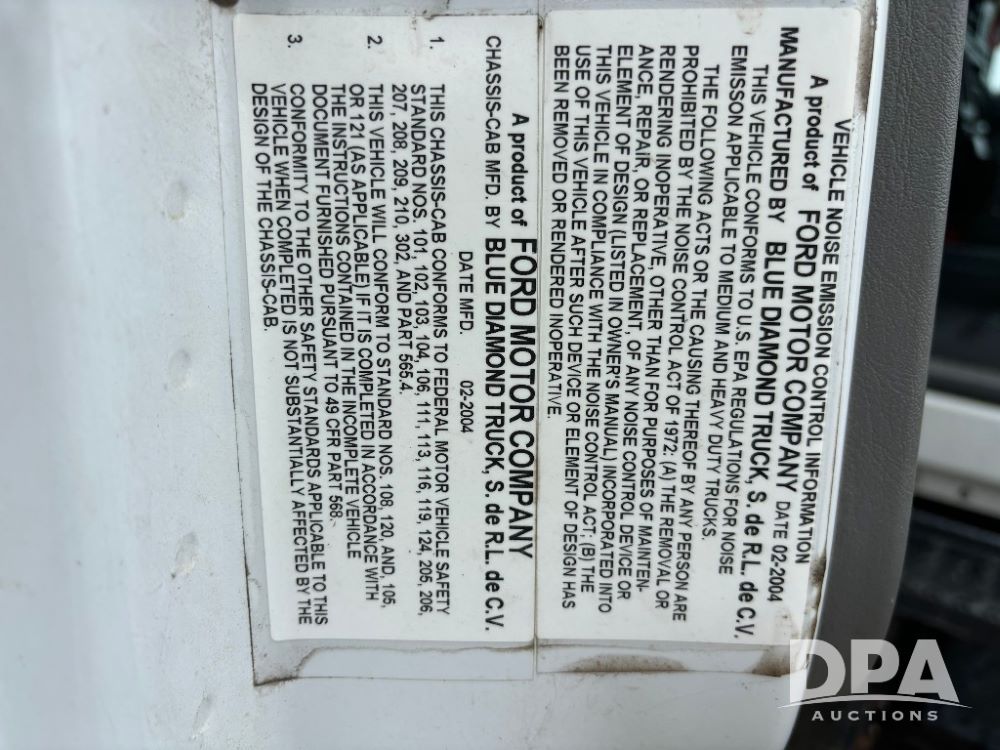 VEHICLE NOISE EMISSION CONTROL INFORMATION
A product of FORD MOTOR COMPANY DATE 02-2004
MANUFACTURED BY BLUE DIAMOND TRUCK, S. de R.L. de C.V.
THIS VEHICLE CONFORMS TO U.S. EPA REGULATIONS FOR NOISE
EMISSON APPLICABLE TO MEDIUM AND HEAVY DUTY TRUCKS.
THE FOLLOWING ACTS OR THE CAUSING THEREOF BY ANY PERSON ARE
PROHIBITED BY THE NOISE CONTROL ACT OF 1972: (A) THE REMOVAL OR
RENDERING INOPERATIVE, OTHER THAN FOR PURPOSES OF MAINTEN-
ANCE, REPAIR, OR REPLACEMENT, OF ANY NOISE CONTROL DEVICE OR
ELEMENT OF DESIGN (LISTED IN OWNER'S MANUAL) INCORPORATED INTO
THIS VEHICLE IN COMPLIANCE WITH THE NOISE CONTROL ACT; (B) THE
USE OF THIS VEHICLE AFTER SUCH DEVICE OR ELEMENT OF DESIGN HAS
BEEN REMOVED OR RENDERED INOPERATIVE.
A product of FORD MOTOR COMPANY
CHASSIS-CAB MFD. BY BLUE DIAMOND TRUCK, S. de R.L. de C.V.
DATE MFD. 02-2004
1. THIS CHASSIS-CAB CONFORMS TO FEDERAL MOTOR VEHICLE SAFETY
STANDARD NOS. 101, 102, 103, 104, 106, 111, 113, 116, 119, 124, 205, 206,
207, 208, 209, 210, 302, AND PART 565.4.
2. THIS VEHICLE WILL CONFORM TO STANDARD NOS. 108, 120, AND, 105,
OR 121 (AS APPLICABLE) IF IT IS COMPLETED IN ACCORDANCE WITH
THE INSTRUCTIONS CONTAINED IN THE INCOMPLETE VEHICLE
DOCUMENT FURNISHED PURSUANT TO 49 CFR PART 568.
3. CONFORMITY TO THE OTHER SAFETY STANDARDS APPLICABLE TO THIS
VEHICLE WHEN COMPLETED IS NOT SUBSTANTIALLY AFFECTED BY THE
DESIGN OF THE CHASSIS-CAB.
DPA
AUCTIONS